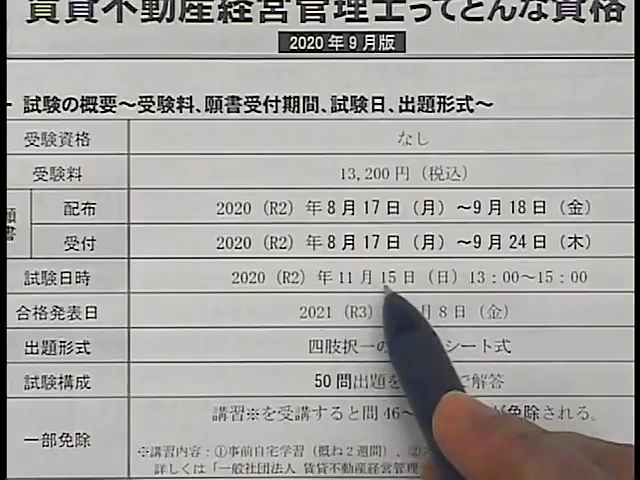 賃貸不動産経営管理士ってどんな資格
2020年9月版
試験の概要～受験料、願書受付期間、試験日、出題形式～
受験資格 なし
受験料 13,200円（税込）
願書 配布 2020（R2）年8月17日（月）～9月18日（金）
受付 2020（R2）年8月17日（月）～9月24日（木）
試験日時 2020（R2）年11月15日（日）13：00～15：00
合格発表日 2021（R3） 月8日（金）
出題形式 四肢択一の シート式
試験構成 50問出題を で解答
一部免除 講習※を受講すると問46～ が免除される。
※講習内容：①事前自宅学習（概ね2週間）、②
詳しくは「一般社団法人 賃貸不動産経営管理